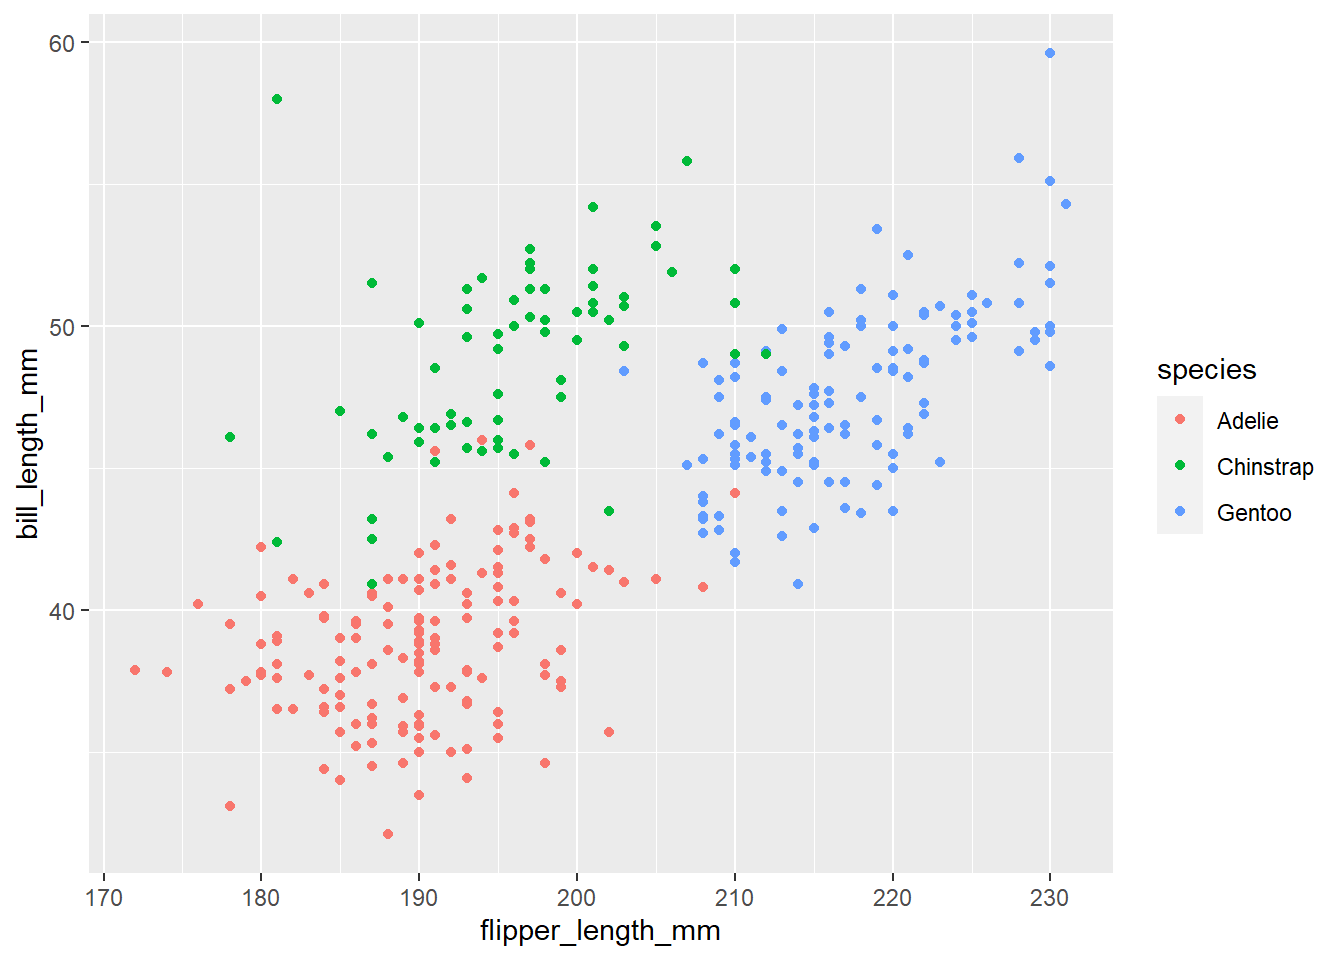 60
50
40
bill_length_mm
170 180 190 200 210 220 230
flipper_length_mm
species
Adelie
Chinstrap
Gentoo